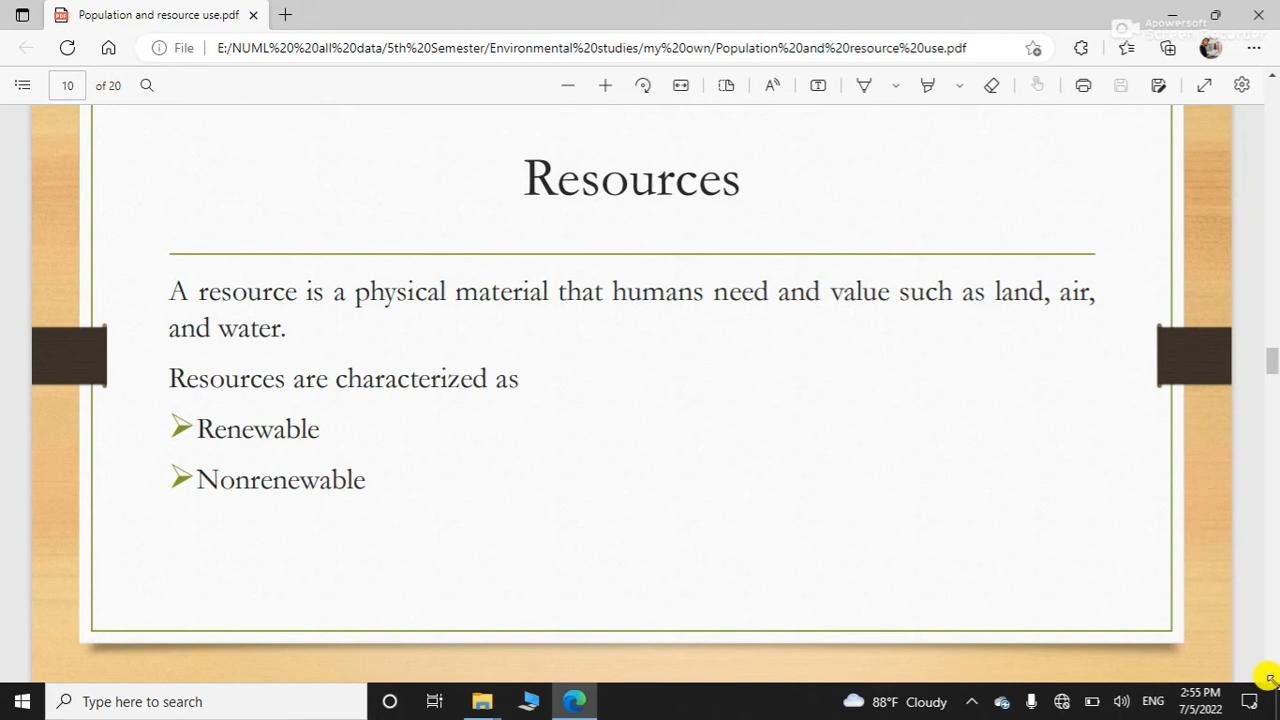 Population and resource use.pdf
Apowersoft
Screen Recorder
File E:/NUML%20%20all%20data/5th%20Semester/Environmental%20studies/my%20own/Population%20and%20resource%20use.pdf
10 of 20
Resources
A resource is a physical material that humans need and value such as land, air,
and water.
Resources are characterized as
Renewable
Nonrenewable
Type here to search
88°F Cloudy
ENG
2:55 PM
7/5/2022